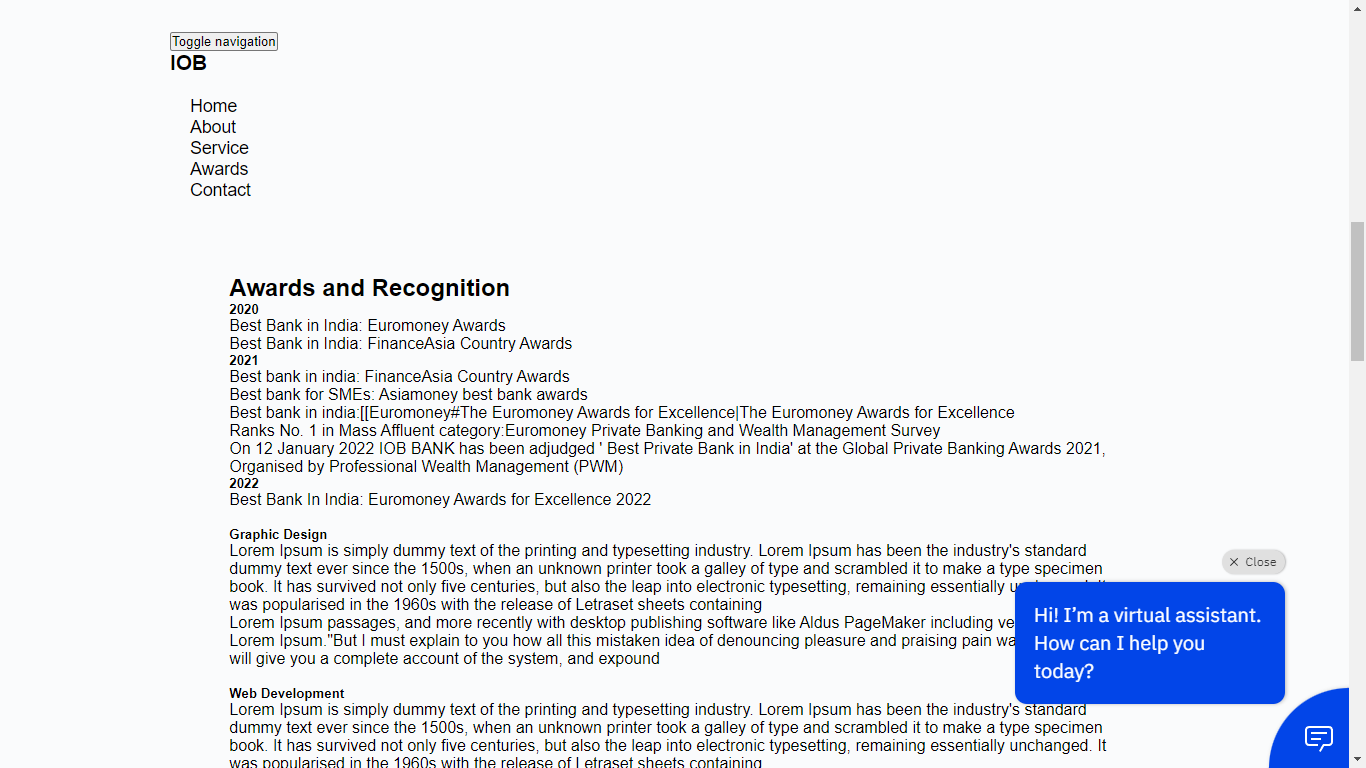 Toggle navigation
IOB
Home
About
Service
Awards
Contact
Awards and Recognition
2020
Best Bank in India: Euromoney Awards
Best Bank in India: FinanceAsia Country Awards
2021
Best bank in india: FinanceAsia Country Awards
Best bank for SMEs: Asiamoney best bank awards
Best bank in india:[[Euromoney#The Euromoney Awards for Excellence|The Euromoney Awards for Excellence
Ranks No. 1 in Mass Affluent category:Euromoney Private Banking and Wealth Management Survey
On 12 January 2022 IOB BANK has been adjudged ' Best Private Bank in India' at the Global Private Banking Awards 2021,
Organised by Professional Wealth Management (PWM)
2022
Best Bank In India: Euromoney Awards for Excellence 2022
Graphic Design
Lorem Ipsum is simply dummy text of the printing and typesetting industry. Lorem Ipsum has been the industry's standard
dummy text ever since the 1500s, when an unknown printer took a galley of type and scrambled it to make a type specimen
book. It has survived not only five centuries, but also the leap into electronic typesetting, remaining essentially
was popularised in the 1960s with the release of Letraset sheets containing
Lorem Ipsum passages, and more recently with desktop publishing software like Aldus PageMaker including
Lorem Ipsum."But I must explain to you how all this mistaken idea of denouncing pleasure and praising pain
will give you a complete account of the system, and expound
Web Development
Lorem Ipsum is simply dummy text of the printing and typesetting industry. Lorem Ipsum has been the industry's standard
dummy text ever since the 1500s, when an unknown printer took a galley of type and scrambled it to make a type specimen
book. It has survived not only five centuries, but also the leap into electronic typesetting, remaining essentially unchanged. It
was popularised in the 1960s with the release of Letraset sheets containing
Close
Hi! I'm a virtual assistant.
How can I help you
today?